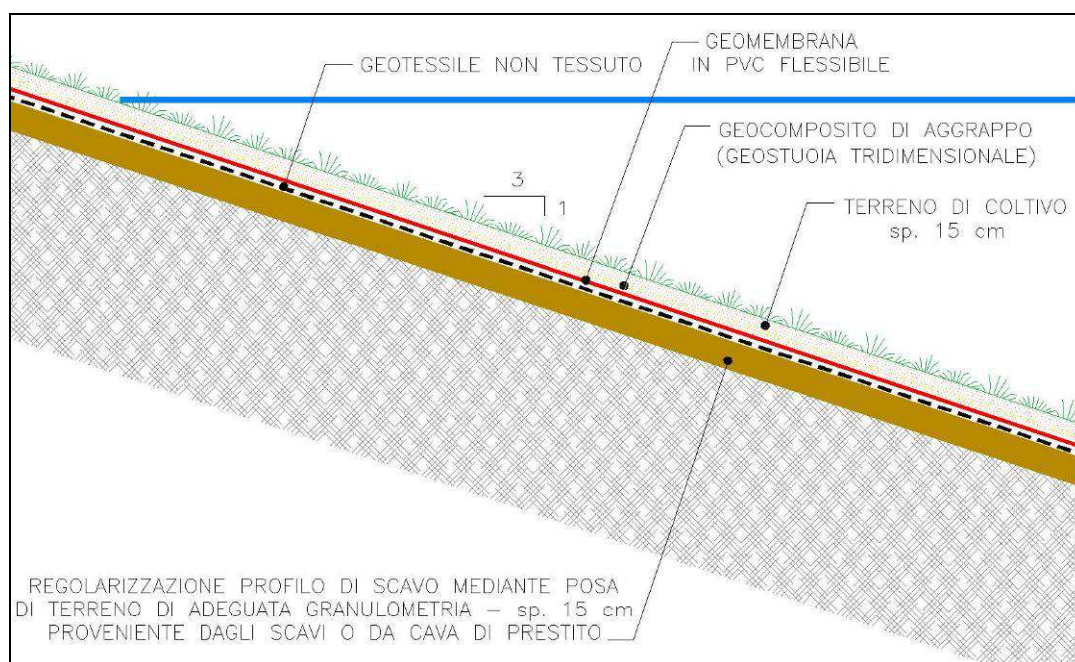 GEOTESSILE NON TESSUTO
GEOMEMBRANA
IN PVC FLESSIBILE
GEOCOMPOSITO DI AGGRAPPO
(GEOSTUOIA TRIDIMENSIONALE)
3
1
TERRENO DI COLTIVO
sp. 15 cm
REGOLARIZZAZIONE PROFILO DI SCAVO MEDIANTE POSA
DI TERRENO DI ADEGUATA GRANULOMETRIA – sp. 15 cm
PROVENIENTE DAGLI SCAVI O DA CAVA DI PRESTITO